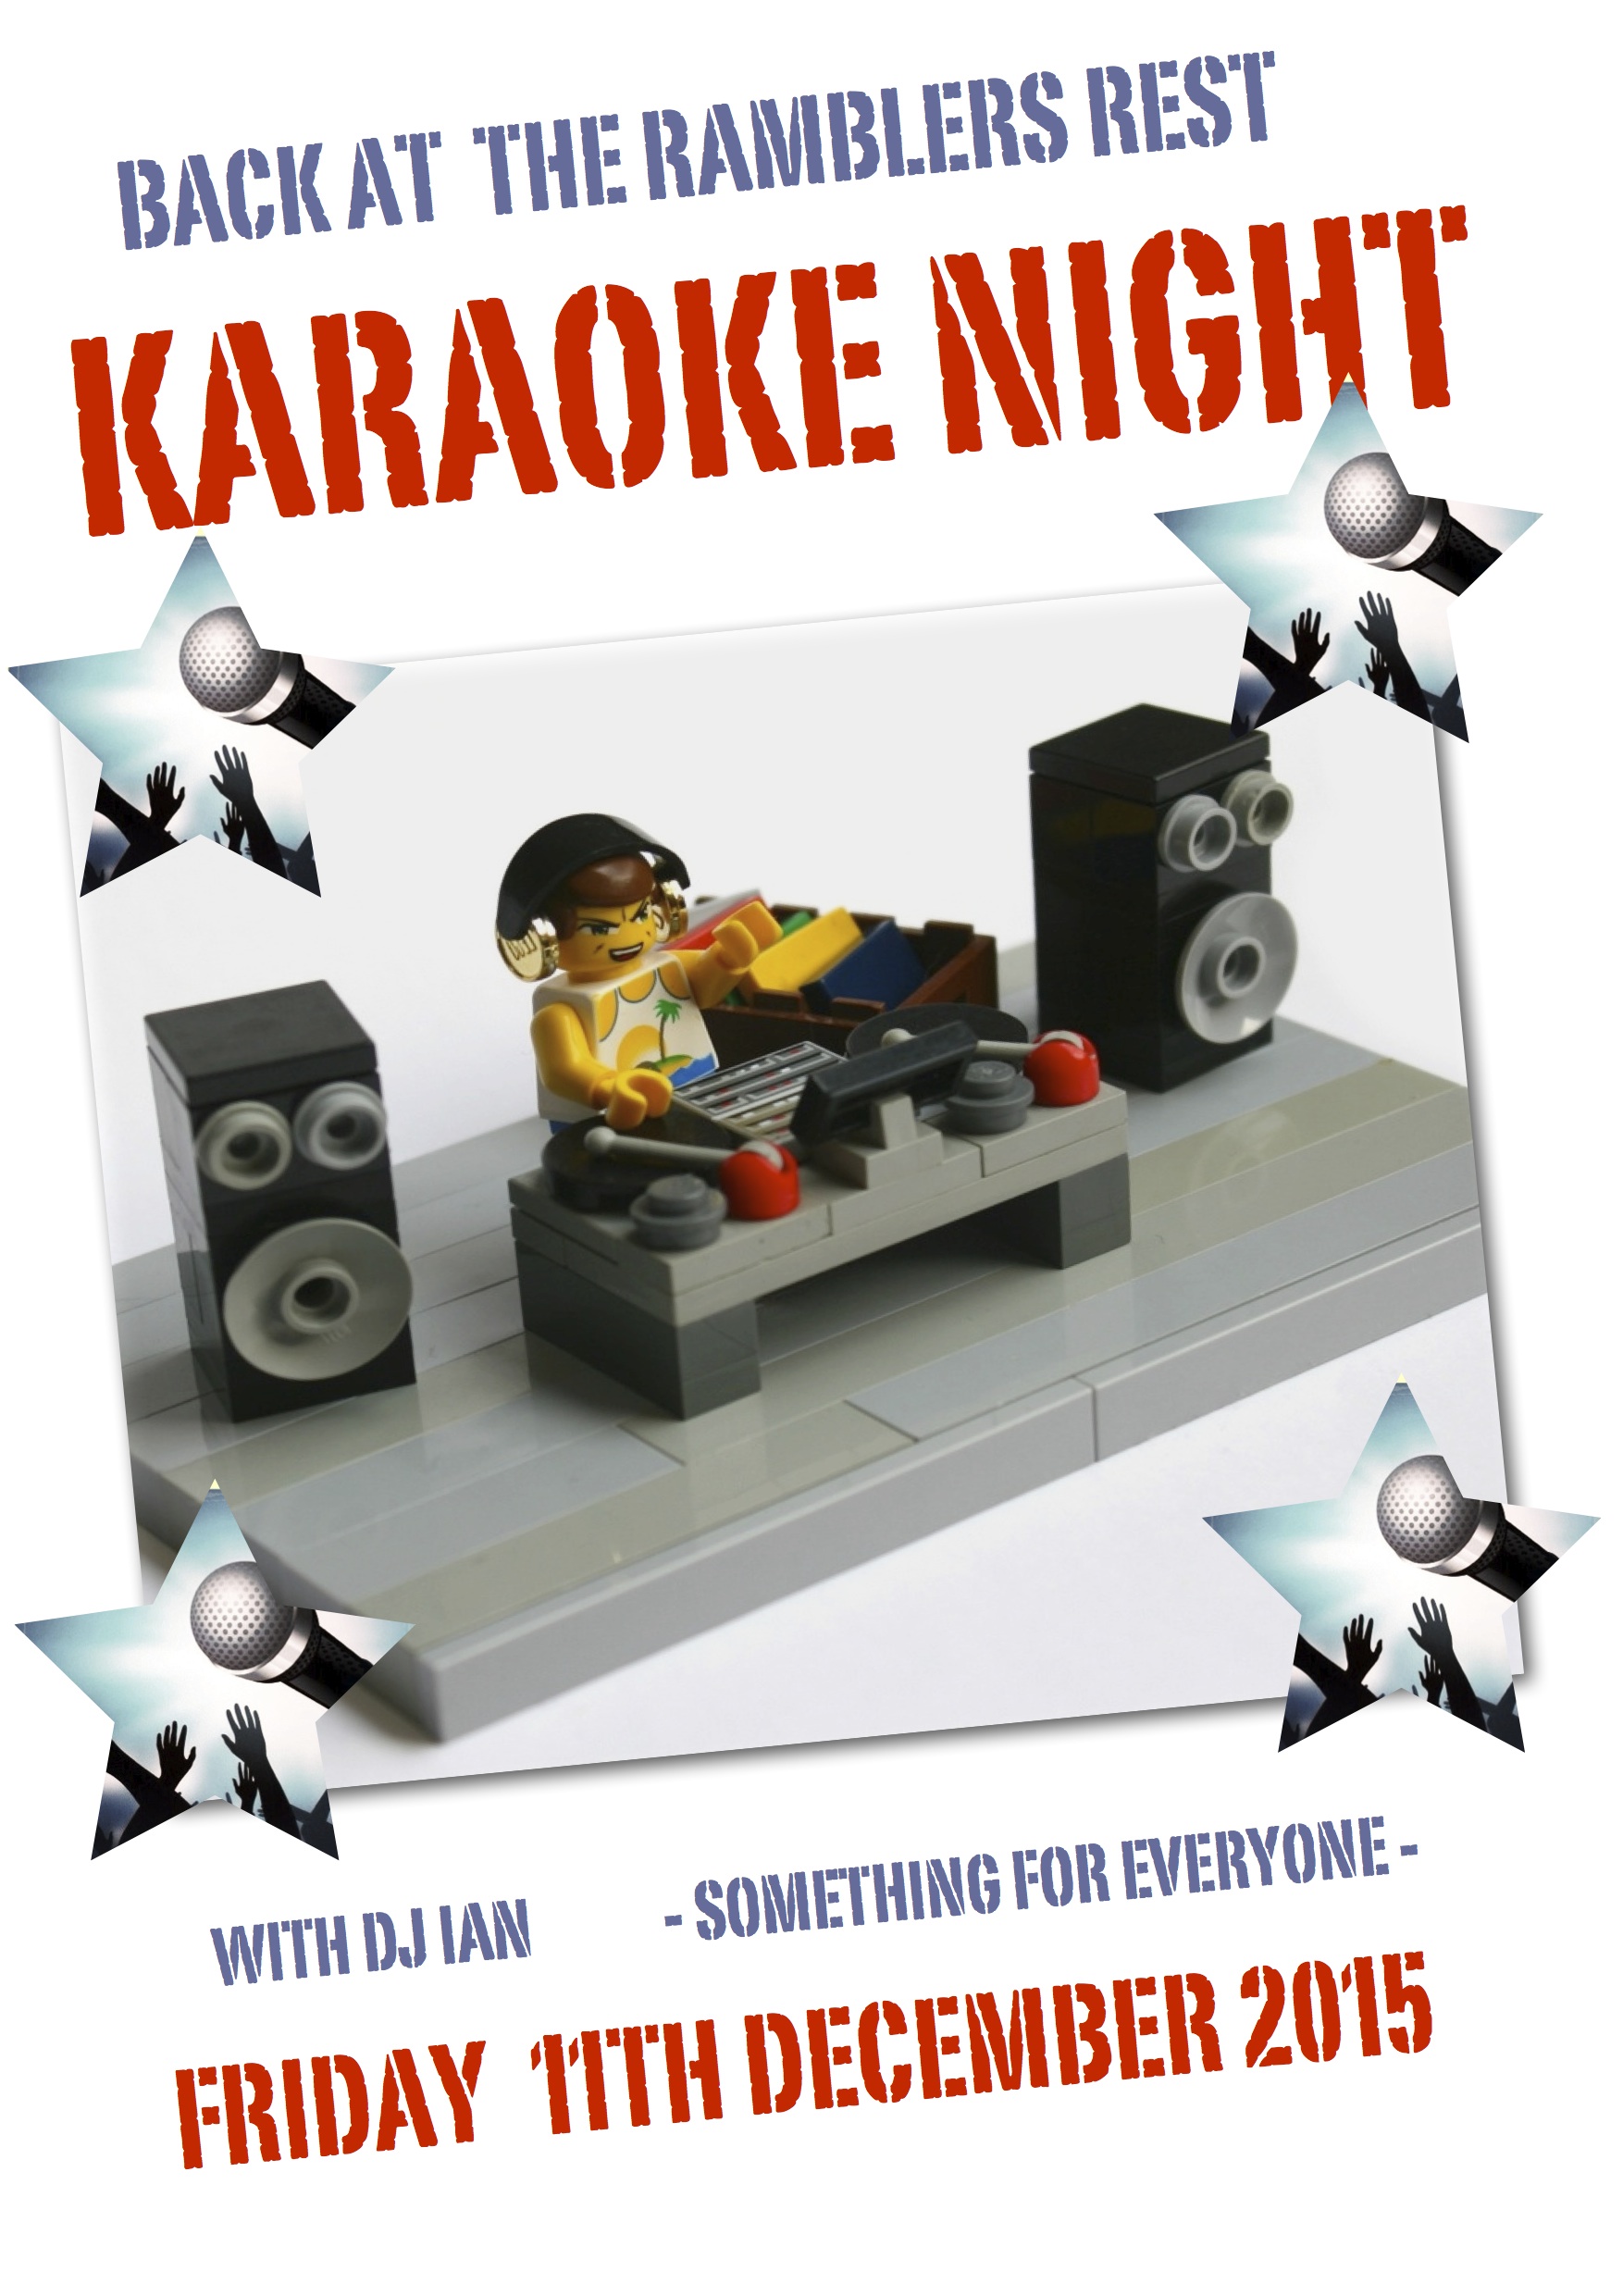 BACK AT THE RAMBLERS REST
KARAOKE NIGHT
WITH DJ IAN - SOMETHING FOR EVERYONE -
FRIDAY 11TH DECEMBER 2015